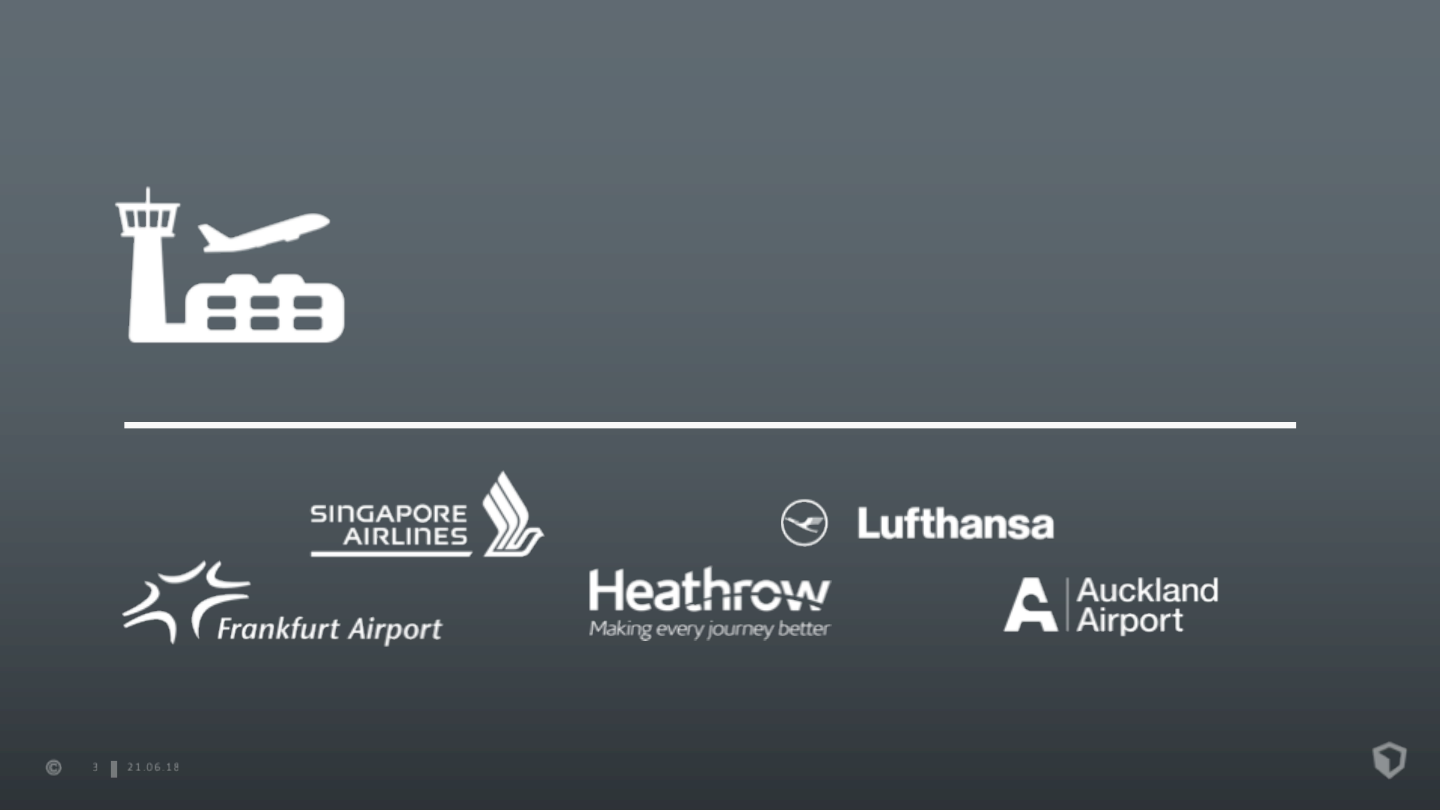 SINGAPORE
AIRLINES
Lufthansa
Frankfurt Airport
Heathrow
Making every journey better
Auckland
Airport
© 3 21.06.18